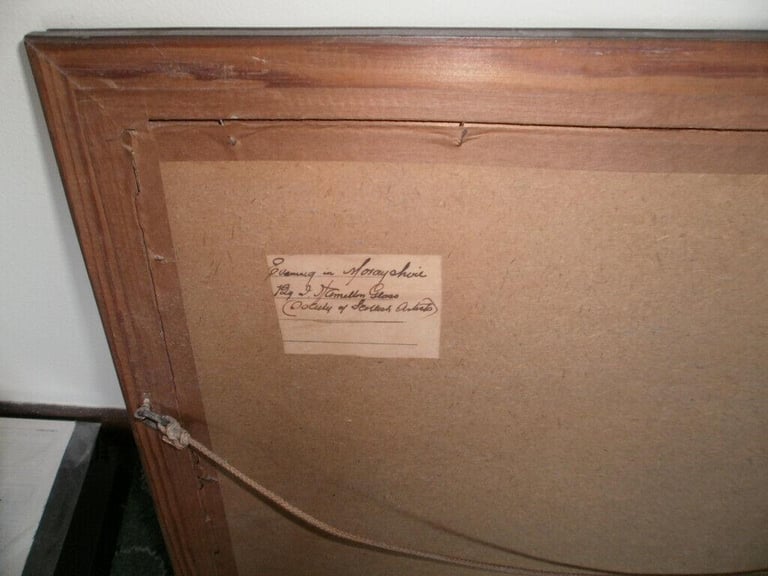 Evening in Morayshire
By J. Hamilton Glass
(Society of Scottish Artists)